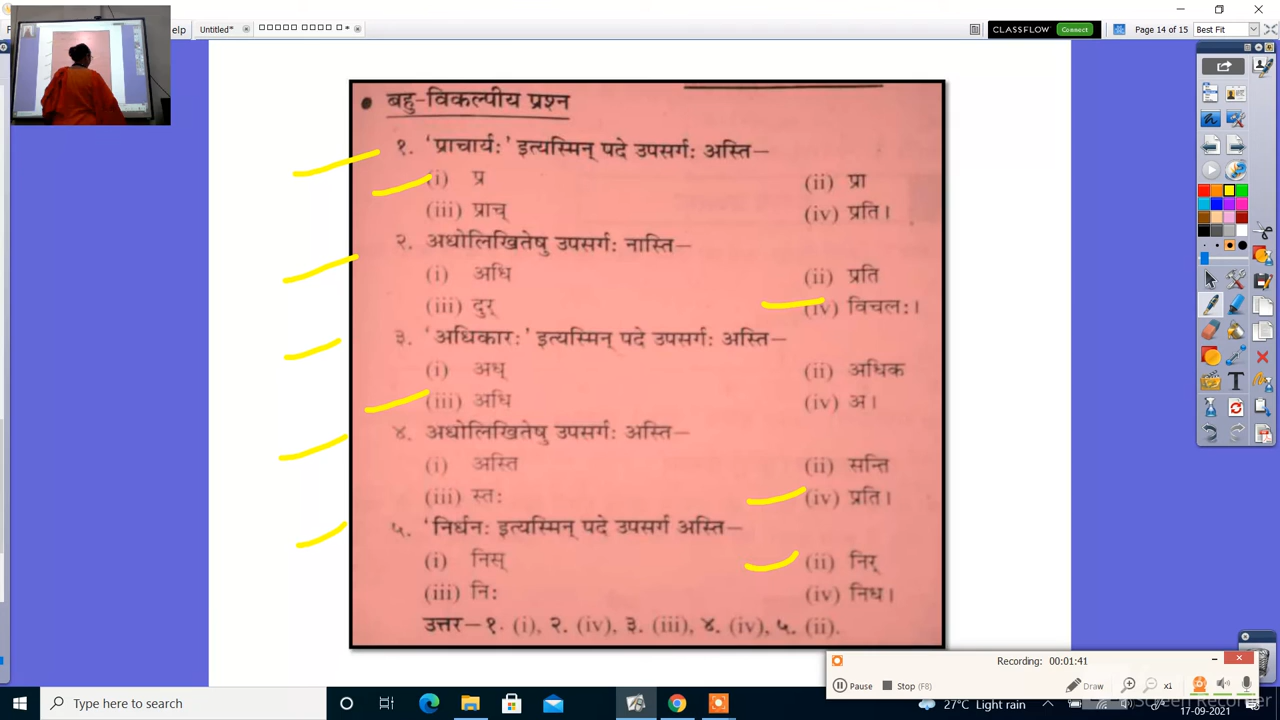 elp Untitled* CLASSFLOW Connect Page 14 of 15 Best Fit
• बहु-विकल्पीय प्रश्न
१. 'प्राचार्यः' इत्यस्मिन् पदे उपसर्गः अस्ति–
(i) प्र (ii) प्रा
(iii) प्राच् (iv) प्रति।
२. अधोलिखितेषु उपसर्गः नास्ति–
(i) अधि (ii) प्रति
(iii) दुर् (iv) विचलः।
३. 'अधिकारः' इत्यस्मिन् पदे उपसर्गः अस्ति–
(i) अध् (ii) अधिक
(iii) अधि (iv) अ।
४. अधोलिखितेषु उपसर्गः अस्ति–
(i) अस्ति (ii) सन्ति
(iii) स्तः (iv) प्रति।
५. 'निर्धनः इत्यस्मिन् पदे उपसर्ग अस्ति–
(i) निस् (ii) निर्
(iii) निः (iv) निध।
उत्तर–१. (i), २. (iv), ३. (iii), ४. (iv), ५. (ii).
Recording: 00:01:41
Pause Stop (F8) Draw x1
Screen Recorder
Type here to search 27°C Light rain 17-09-2021